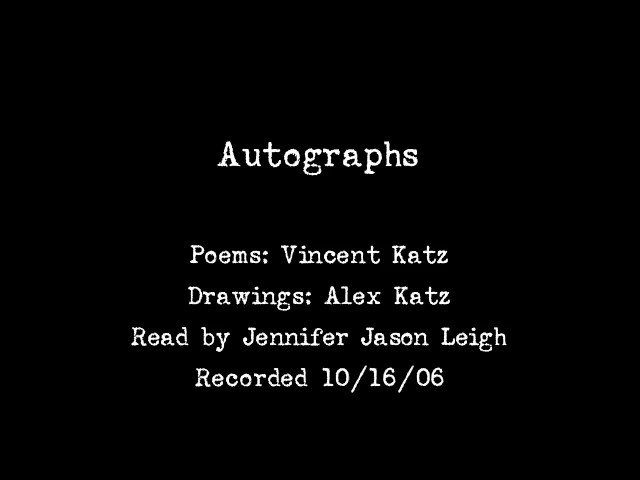 Autographs
Poems: Vincent Katz
Drawings: Alex Katz
Read by Jennifer Jason Leigh
Recorded 10/16/06